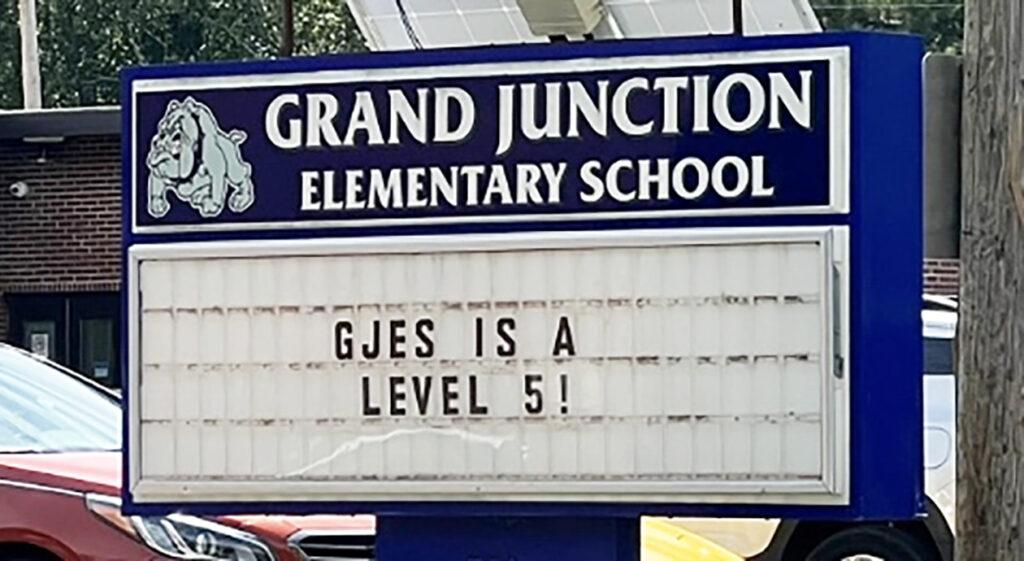 GRAND JUNCTION
ELEMENTARY SCHOOL
GJES IS A
LEVEL 5!